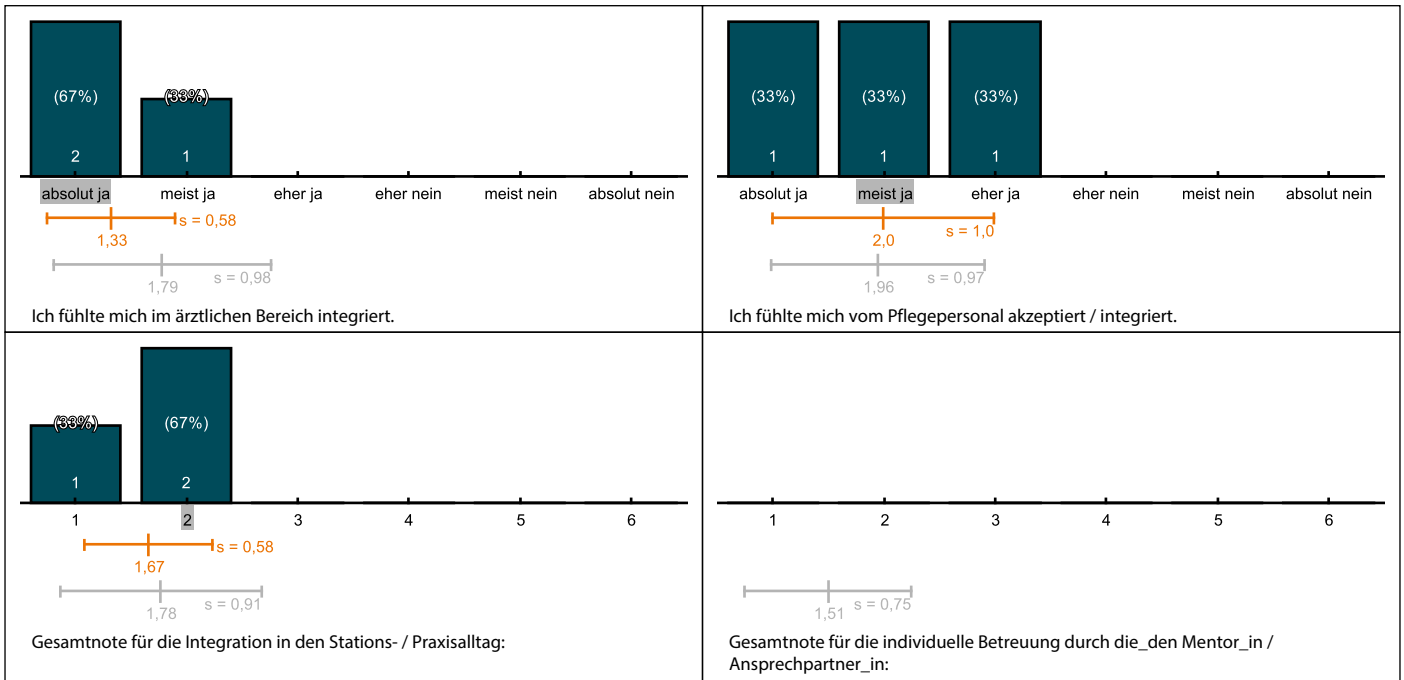 (67%)
(33%)
2
1
absolut ja
meist ja
eher ja
eher nein
meist nein
absolut nein
s = 0,58
1,33
s = 0,98
1,79
Ich fühlte mich im ärztlichen Bereich integriert.
(33%)
(33%)
(33%)
1
1
1
absolut ja
meist ja
eher ja
eher nein
meist nein
absolut nein
s = 1,0
2,0
s = 0,97
1,96
Ich fühlte mich vom Pflegepersonal akzeptiert / integriert.
(33%)
(67%)
1
2
1
2
3
4
5
6
s = 0,58
1,67
s = 0,91
1,78
Gesamtnote für die Integration in den Stations- / Praxisalltag:
1
2
3
4
5
6
s = 0,75
1,51
Gesamtnote für die individuelle Betreuung durch die_den Mentor_in /
Ansprechpartner_in: